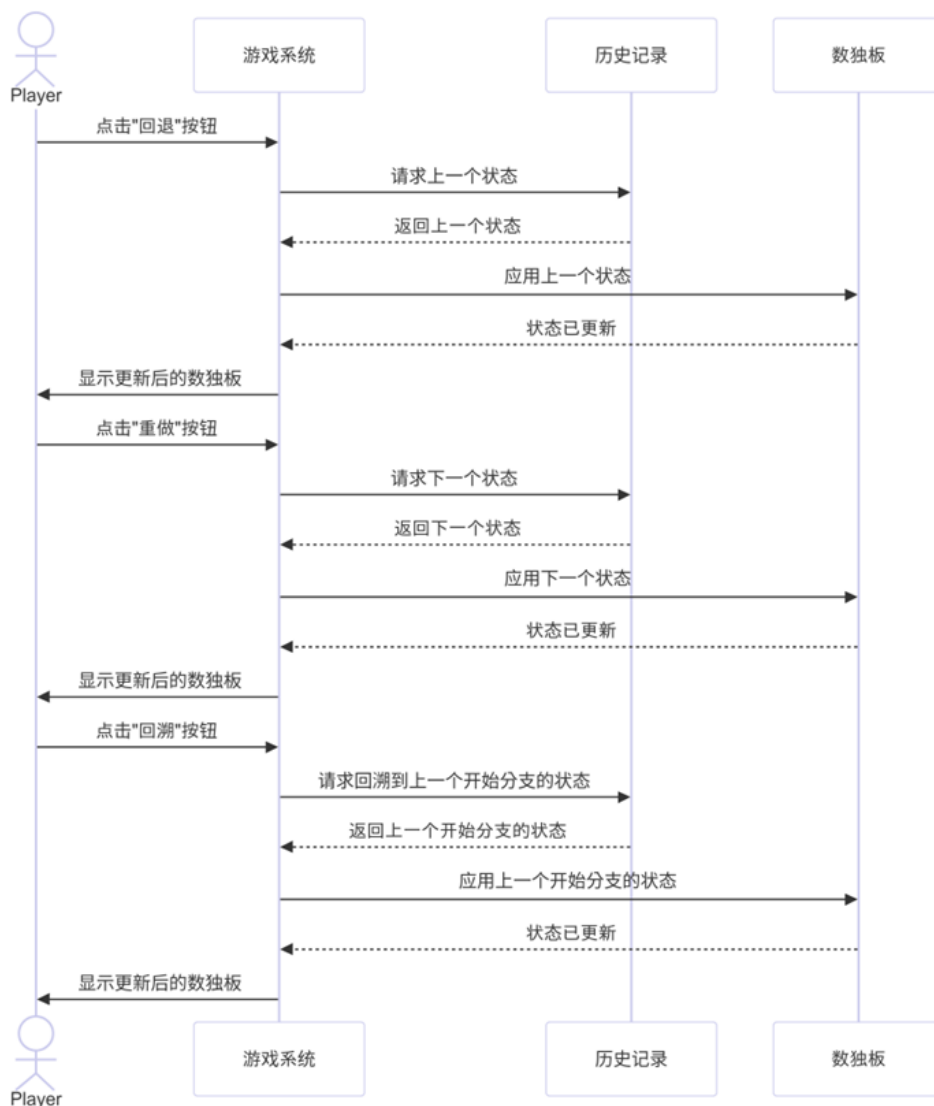 游戏系统
历史记录
数独板
Player
点击"回退"按钮
请求上一个状态
返回上一个状态
应用上一个状态
状态已更新
显示更新后的数独板
点击"重做"按钮
请求下一个状态
返回下一个状态
应用下一个状态
状态已更新
显示更新后的数独板
点击"回溯"按钮
请求回溯到上一个开始分支的状态
返回上一个开始分支的状态
应用上一个开始分支的状态
状态已更新
显示更新后的数独板
游戏系统
历史记录
数独板
Player